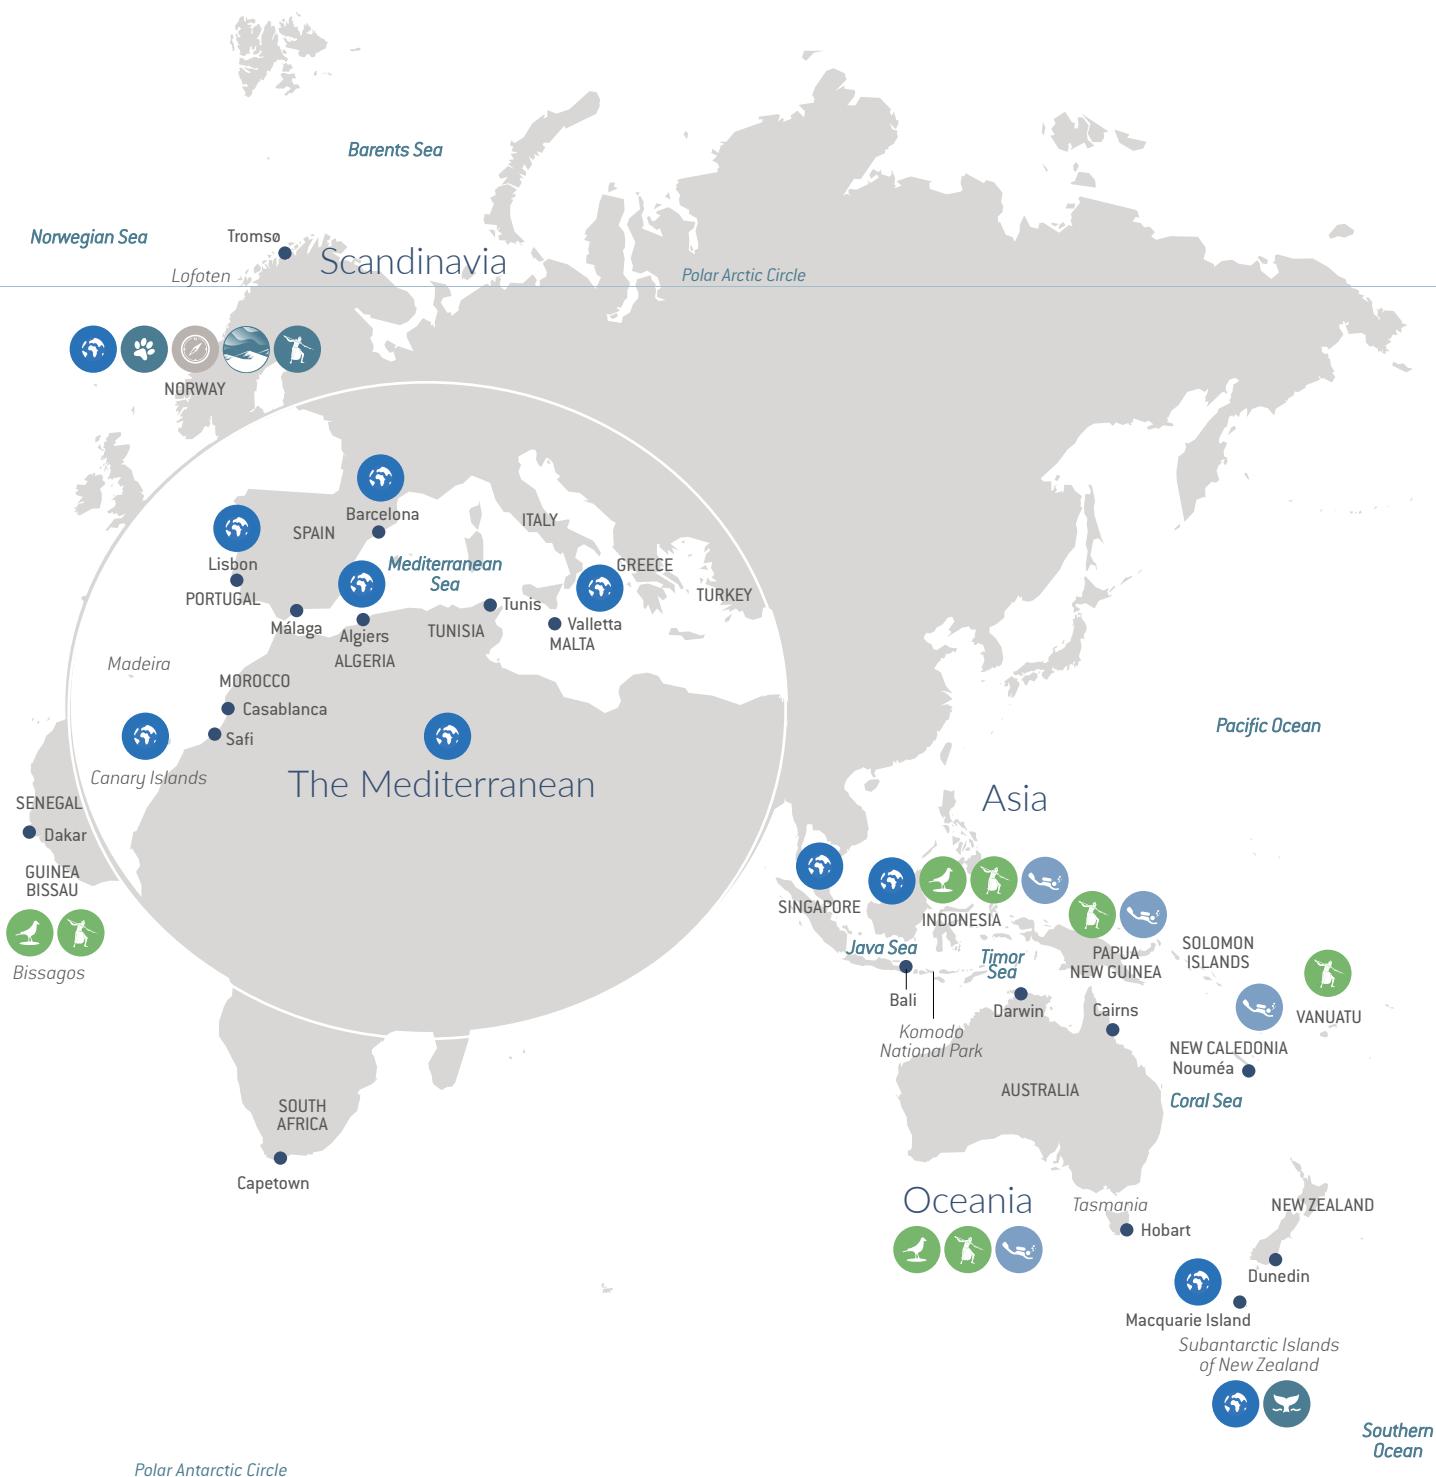 Barents Sea
Norwegian Sea
Tromsø
Scandinavia
Lofoten
Polar Arctic Circle
NORWAY
Barcelona
ITALY
SPAIN
Lisbon
Mediterranean
Sea
GREECE
PORTUGAL
TURKEY
Tunis
Málaga
Algiers
TUNISIA
Valletta
MALTA
ALGERIA
Madeira
MOROCCO
Casablanca
Safi
Pacific Ocean
Canary Islands
The Mediterranean
Asia
SENEGAL
Dakar
GUINEA
BISSAU
Bissagos
SINGAPORE
INDONESIA
Java Sea
Timor
Sea
PAPUA
NEW GUINEA
SOLOMON
ISLANDS
Bali
Darwin
Cairns
VANUATU
Komodo
National Park
NEW CALEDONIA
Nouméa
AUSTRALIA
Coral Sea
SOUTH
AFRICA
Capetown
Oceania
Tasmania
NEW ZEALAND
Hobart
Dunedin
Macquarie Island
Subantarctic Islands
of New Zealand
Southern
Ocean
Polar Antarctic Circle